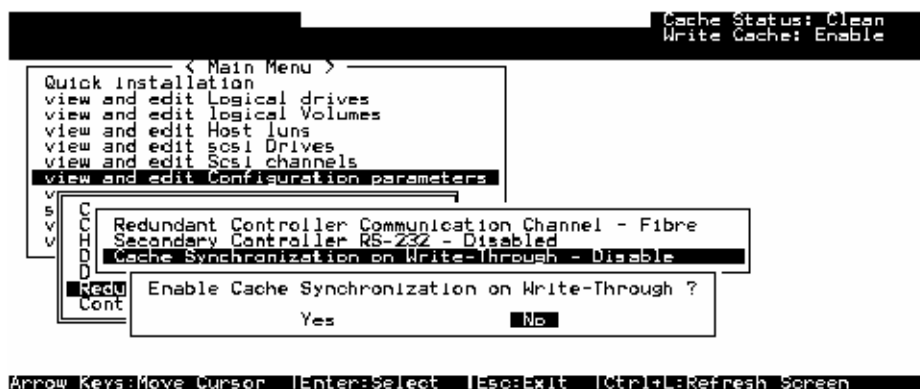 Cache Status: Clean
Write Cache: Enable
< Main Menu >
Quick installation
view and edit Logical drives
view and edit logical Volumes
view and edit Host luns
view and edit scsi Drives
view and edit Scsi channels
view and edit Configuration parameters
v
s C
v C Redundant Controller Communication Channel - Fibre
v H Secondary Controller RS-232 - Disabled
D Cache Synchronization on Write-Through - Disable
D
Redu Enable Cache Synchronization on Write-Through ?
Cont
Yes No
Arrow Keys:Move Cursor |Enter:Select |Esc:Exit |Ctrl+L:Refresh Screen